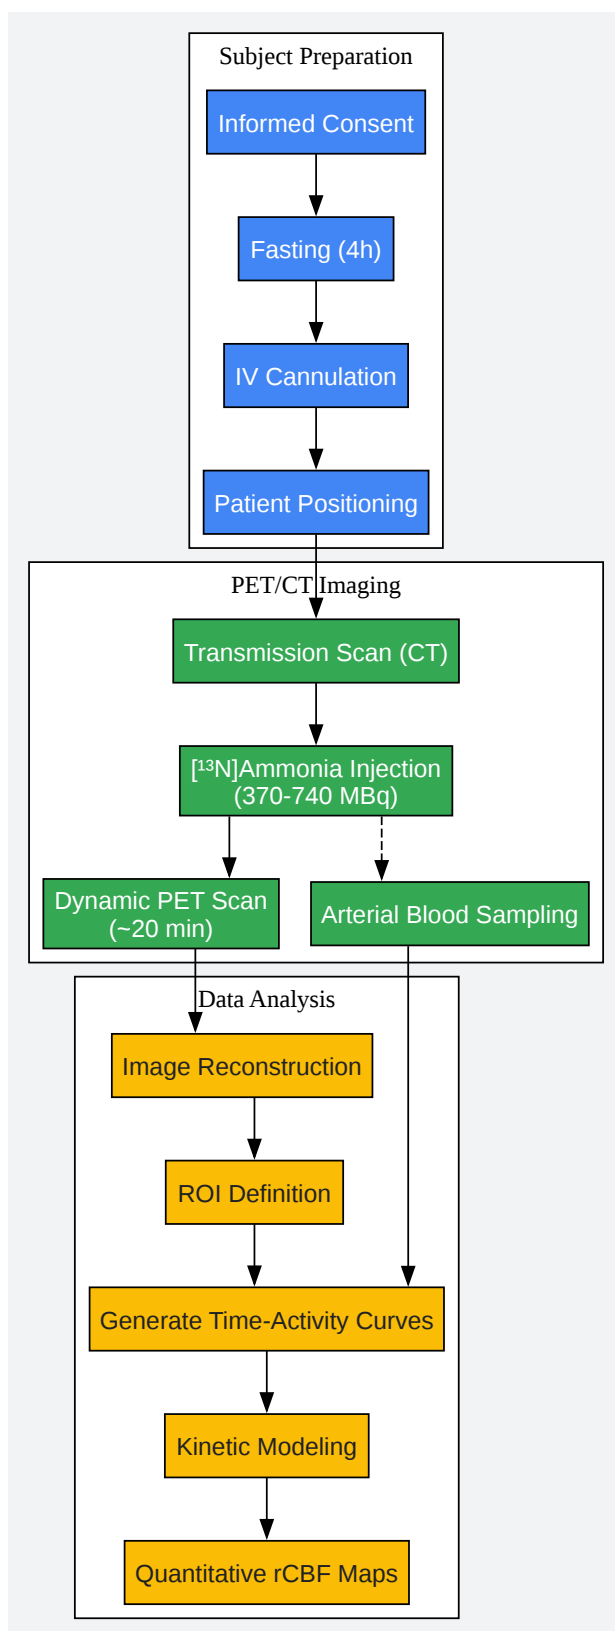 Subject Preparation
Informed Consent
Fasting (4h)
IV Cannulation
Patient Positioning
PET/CT Imaging
Transmission Scan (CT)
[¹³N]Ammonia Injection
(370-740 MBq)
Dynamic PET Scan
(~20 min)
Arterial Blood Sampling
Data Analysis
Image Reconstruction
ROI Definition
Generate Time-Activity Curves
Kinetic Modeling
Quantitative rCBF Maps